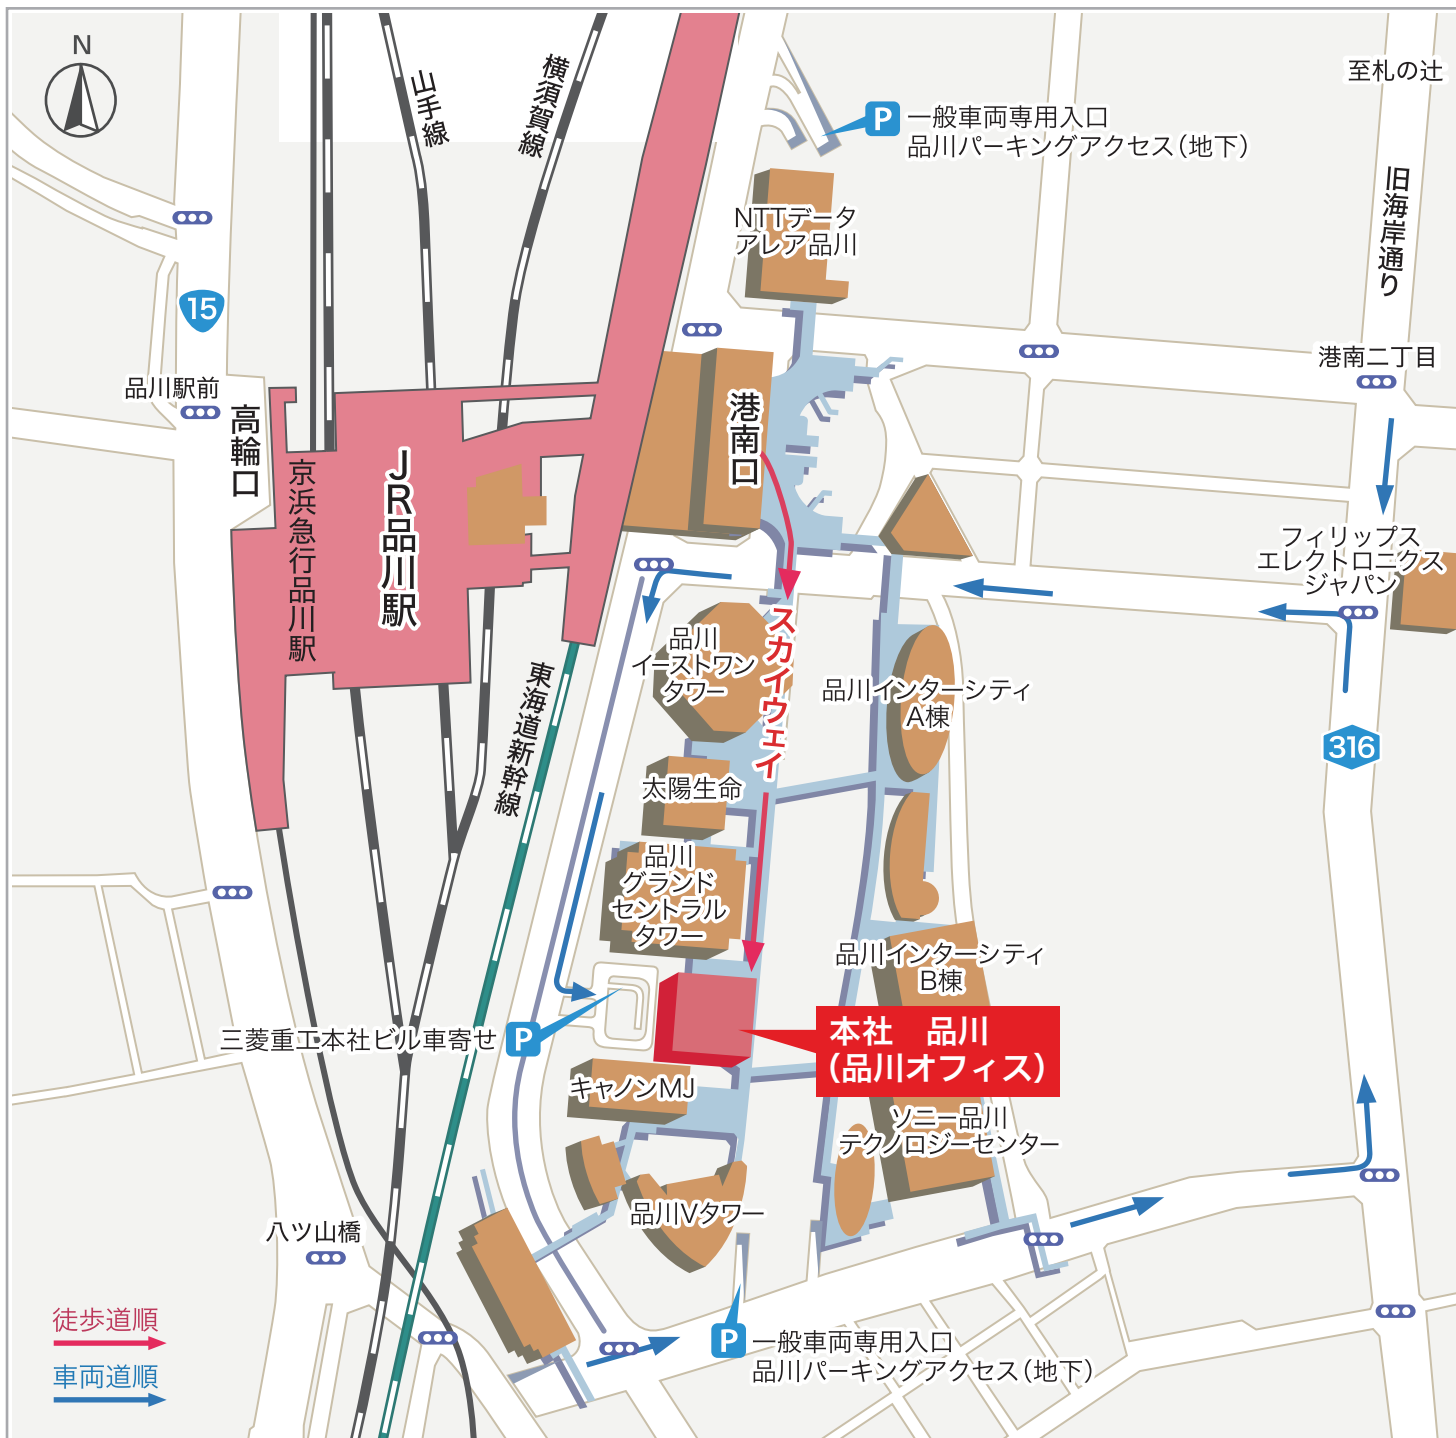 N
山手線
横須賀線
至札の辻
P
一般車両専用入口
品川パーキングアクセス(地下)
旧海岸通り
NTTデータ
アレア品川
15
品川駅前
高輪口
京浜急行品川駅
JR品川駅
港南口
港南二丁目
フィリップス
エレクトロニクス
ジャパン
スカイウェイ
品川
イーストワン
タワー
品川インターシティ
A棟
316
東海道新幹線
太陽生命
品川
グランド
セントラル
タワー
品川インターシティ
B棟
三菱重工本社ビル車寄せ
P
本社 品川
(品川オフィス)
キャノンMJ
ソニー品川
テクノロジーセンター
品川Vタワー
八ツ山橋
徒歩道順
車両道順
P
一般車両専用入口
品川パーキングアクセス(地下)